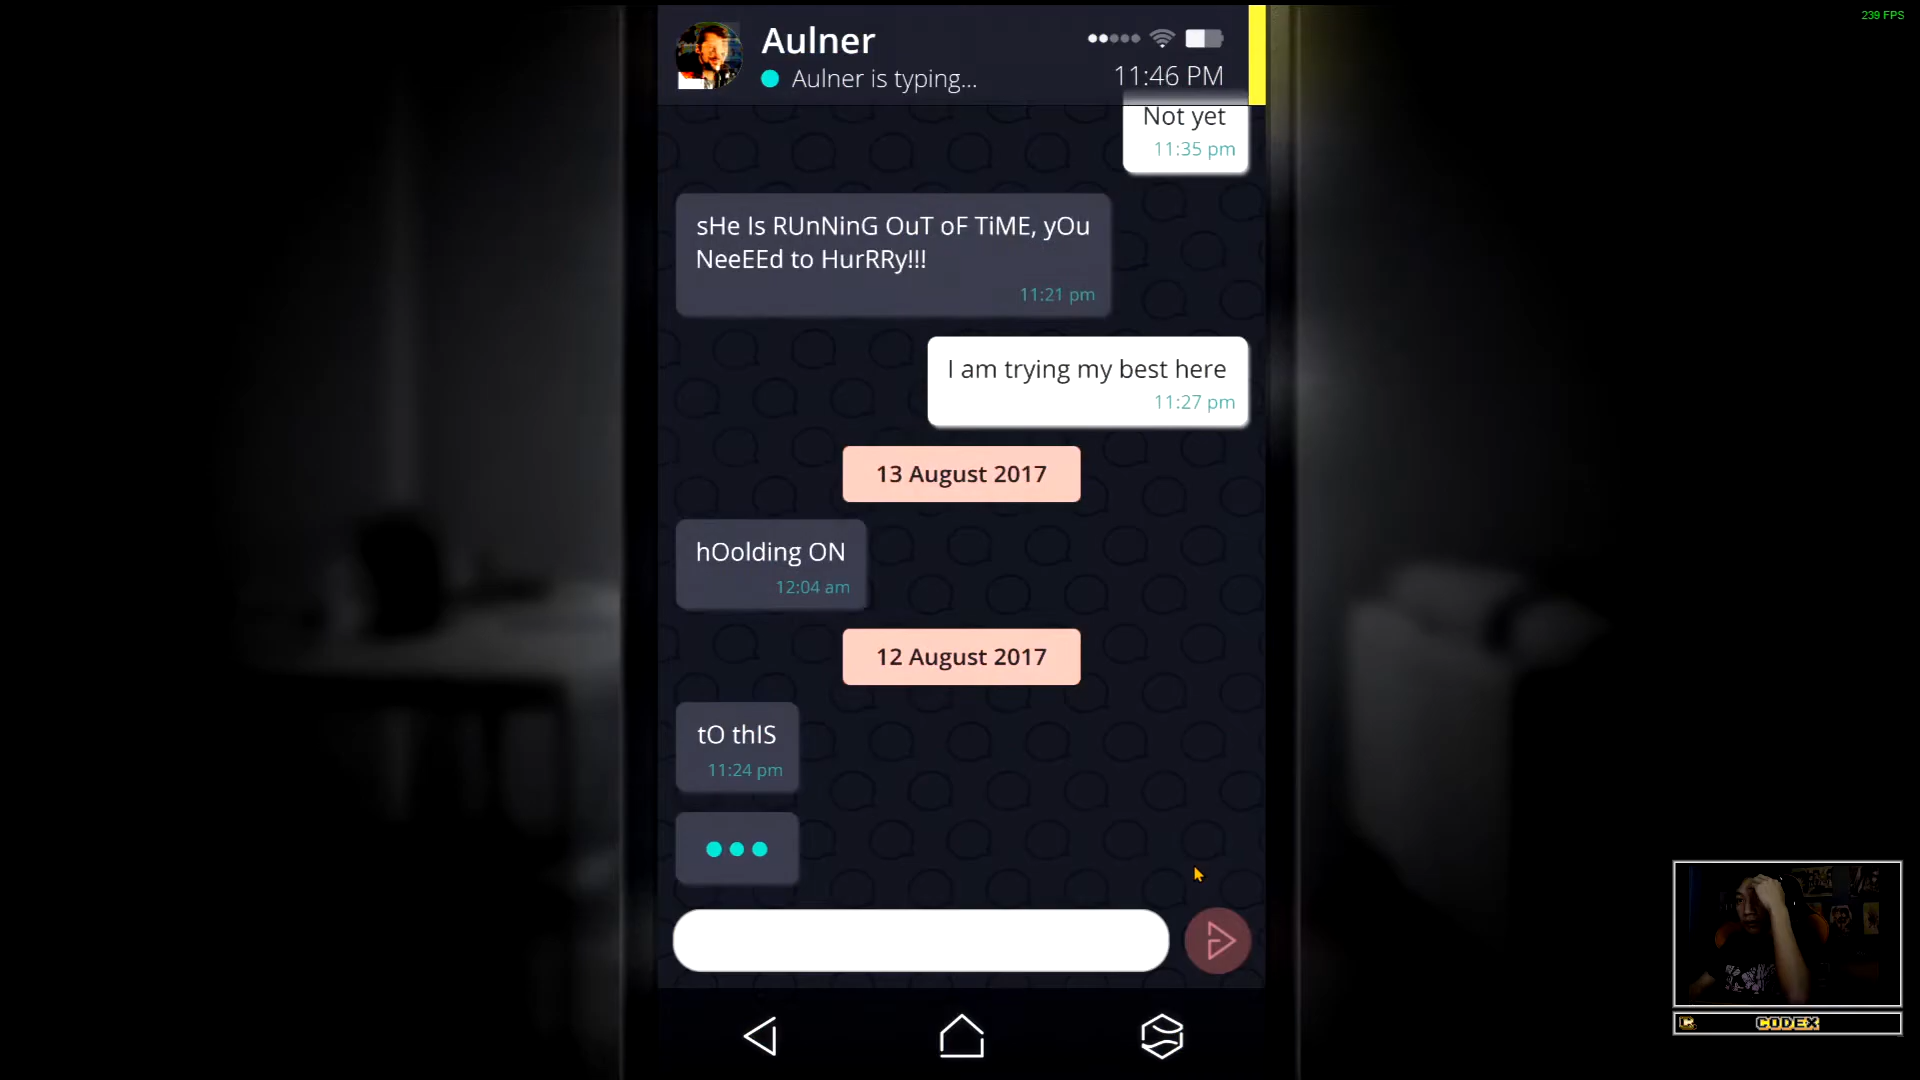 239 FPS
Aulner
Aulner is typing...
11:46 PM
Not yet
11:35 pm
sHe Is RUnNinG OuT oF TiME, yOu
NeeEEd to HurRRy!!!
11:21 pm
I am trying my best here
11:27 pm
13 August 2017
hOolding ON
12:04 am
12 August 2017
tO thIS
11:24 pm
CODEX